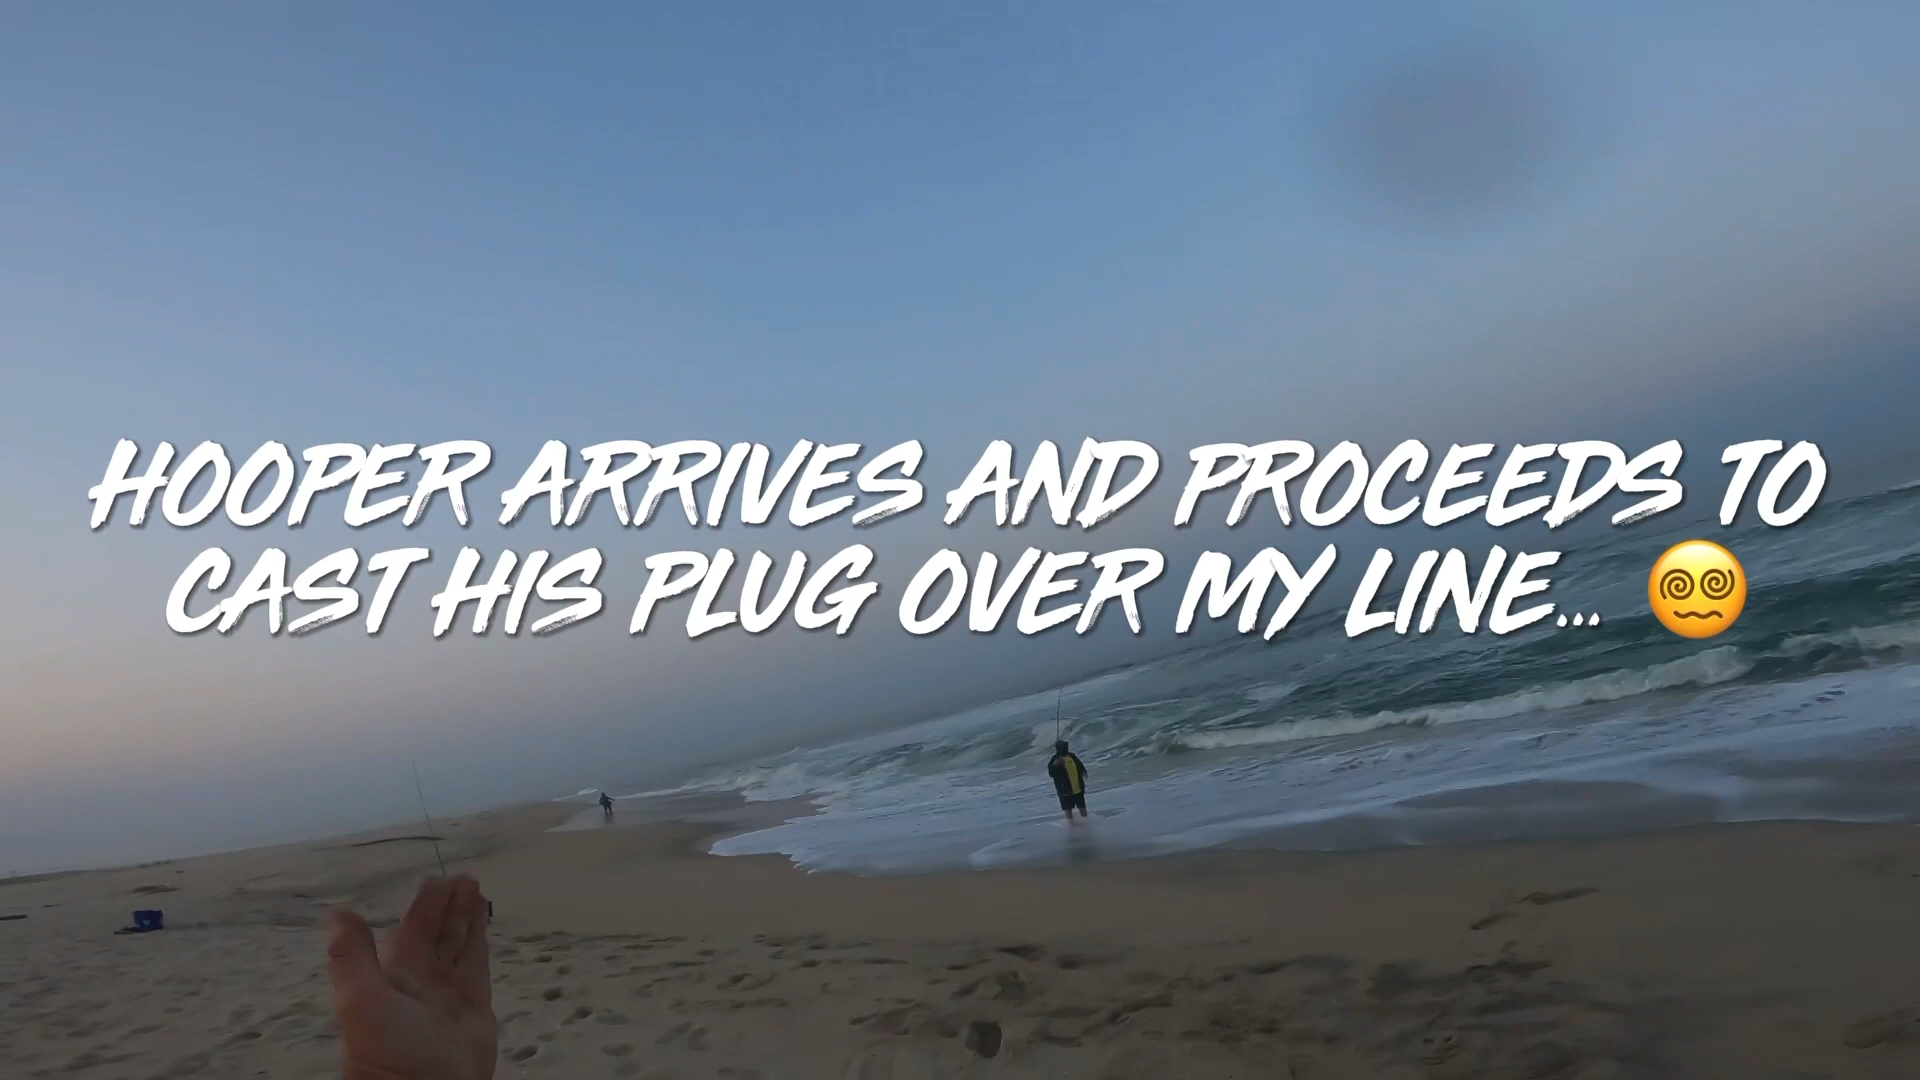 HOOPER ARRIVES AND PROCEEDS TO
CAST HIS PLUG OVER MY LINE... 😵‍💫